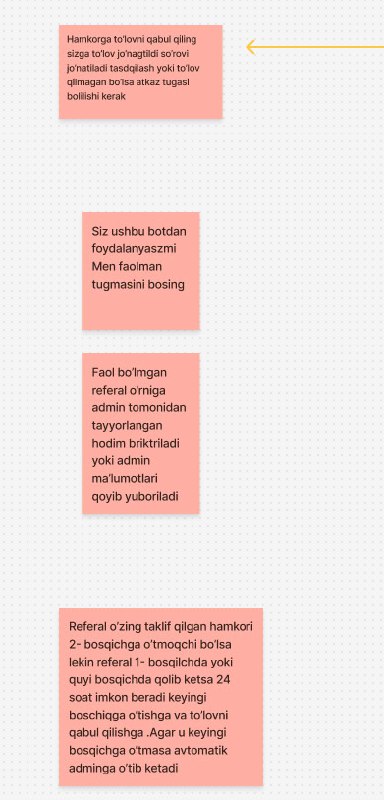 Hamkorga to'lovni qabul qiling
sizga to'lov jo'nagtildi so'rovi
jo'natiladi tasdqilash yoki to'lov
qilmagan bo'lsa atkaz tugasI
bolilishi kerak
Siz ushbu botdan
foydalanyaszmi
Men faolman
tugmasini bosing
Faol bo'lmgan
referal o'rniga
admin tomonidan
tayyorlangan
hodim briktriladi
yoki admin
ma'lumotlari
qoyib yuboriladi
Referal o'zing taklif qilgan hamkori
2- bosqichga o'tmoqchi bo'lsa
lekin referal 1- bosqilchda yoki
quyi bosqichda qolib ketsa 24
soat imkon beradi keyingi
boschiqga o'tishga va to'lovni
qabul qilishga .Agar u keyingi
bosqichga o'tmasa avtomatik
adminga o'tib ketadi